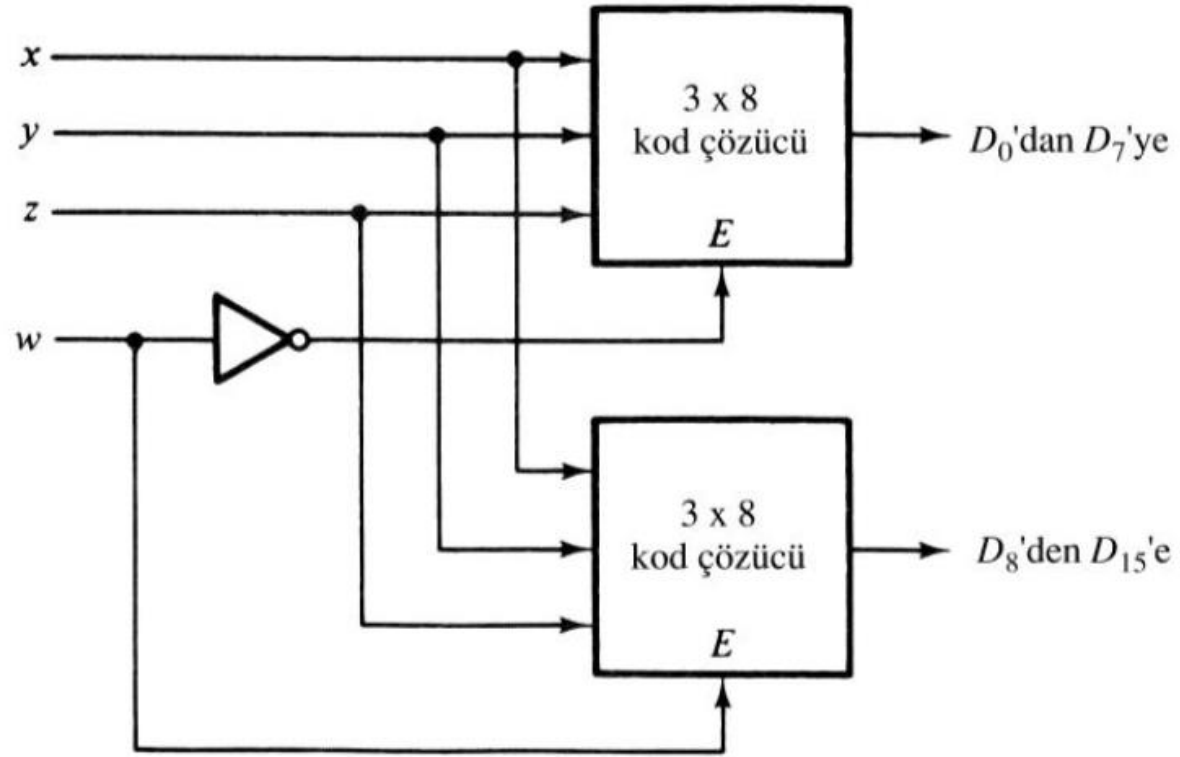 x
y
z
w
3 x 8
kod çözücü
E
D₀'dan D₇'ye
3 x 8
kod çözücü
E
D₈'den D₁₅'e